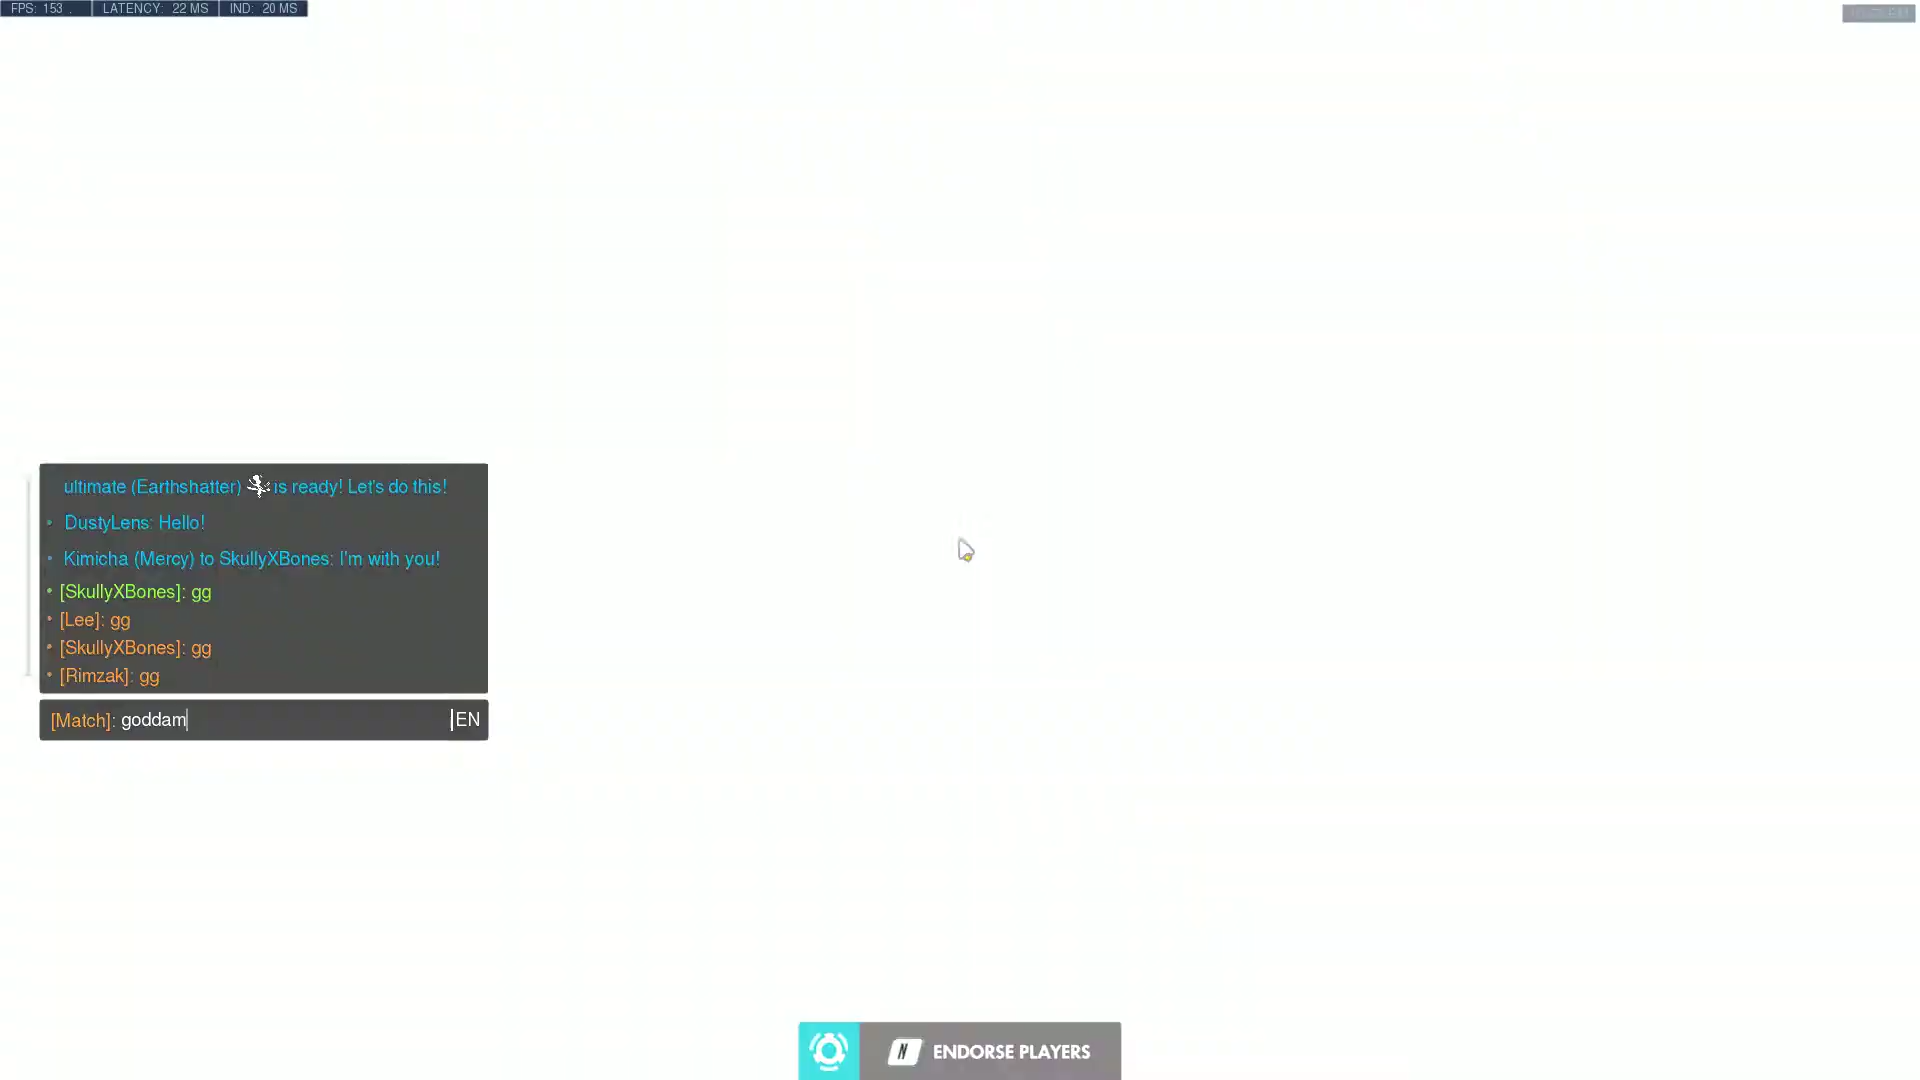 FPS: 153 LATENCY: 22 MS IND: 20 MS
ultimate (Earthshatter) is ready! Let's do this!
• DustyLens: Hello!
• Kimicha (Mercy) to SkullyXBones: I'm with you!
• [SkullyXBones]: gg
• [Lee]: gg
• [SkullyXBones]: gg
• [Rimzak]: gg
[Match]: goddam EN
N ENDORSE PLAYERS